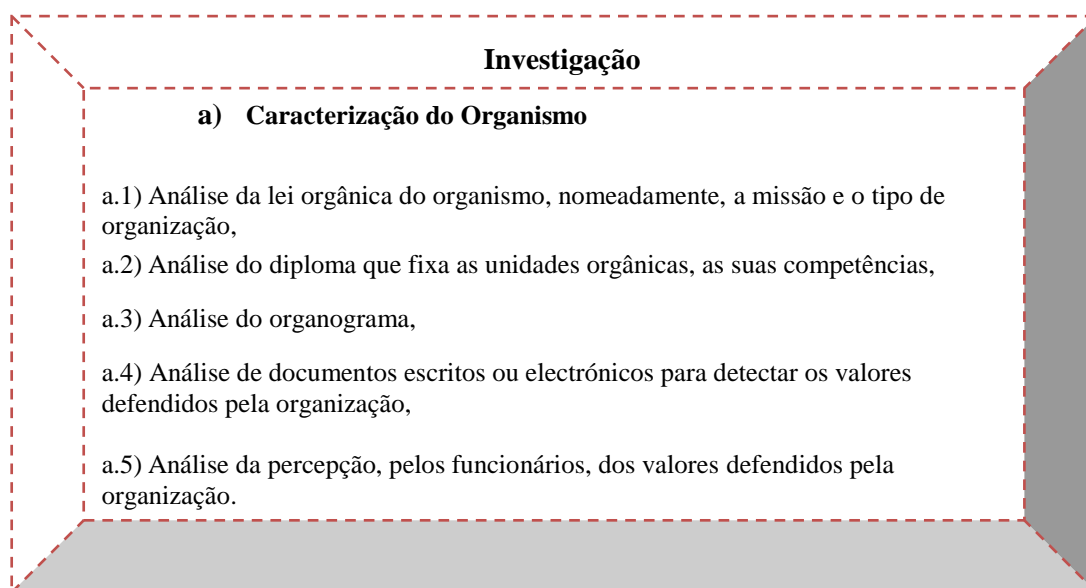 Investigação
a) Caracterização do Organismo
a.1) Análise da lei orgânica do organismo, nomeadamente, a missão e o tipo de
organização,
a.2) Análise do diploma que fixa as unidades orgânicas, as suas competências,
a.3) Análise do organograma,
a.4) Análise de documentos escritos ou electrónicos para detectar os valores
defendidos pela organização,
a.5) Análise da percepção, pelos funcionários, dos valores defendidos pela
organização.